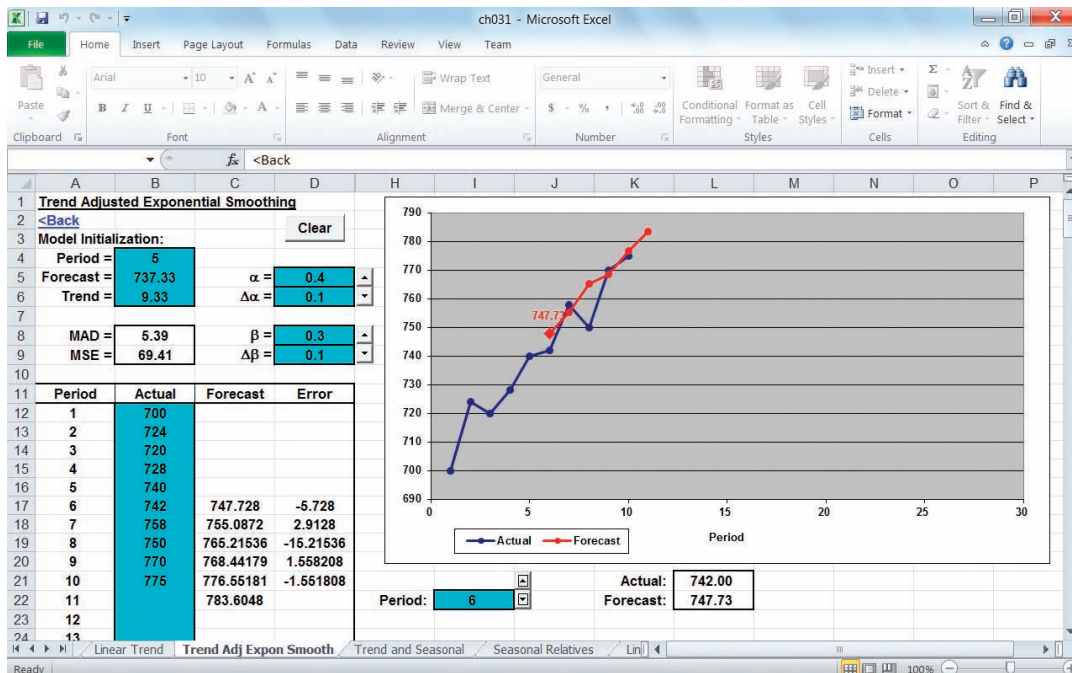 ch031 - Microsoft Excel
File Home Insert Page Layout Formulas Data Review View Team
Arial 10 A A Wrap Text General Insert Σ
Paste B I U A Merge & Center $ % , Conditional Formatting Format as Table Cell Styles Delete Format Sort & Filter Find & Select
Clipboard Font Alignment Number Styles Cells Editing
fx <Back
A B C D H I J K L M N O P
1 Trend Adjusted Exponential Smoothing
2 <Back Clear
3 Model Initialization:
4 Period = 5
5 Forecast = 737.33 α = 0.4
6 Trend = 9.33 Δα = 0.1
7
8 MAD = 5.39 β = 0.3
9 MSE = 69.41 Δβ = 0.1
10
11 Period Actual Forecast Error
12 1 700
13 2 724
14 3 720
15 4 728
16 5 740
17 6 742 747.728 -5.728
18 7 758 755.0872 2.9128
19 8 750 765.21536 -15.21536
20 9 770 768.44179 1.558208
21 10 775 776.55181 -1.551808
22 11 783.6048
23 12
24 13
790
780
770
760
750
740
730
720
710
700
690
747.73
0 5 10 15 20 25 30
Actual Forecast
Period
Actual: 742.00
Period: 6 Forecast: 747.73
Linear Trend Trend Adj Expon Smooth Trend and Seasonal Seasonal Relatives Lin
Ready 100%